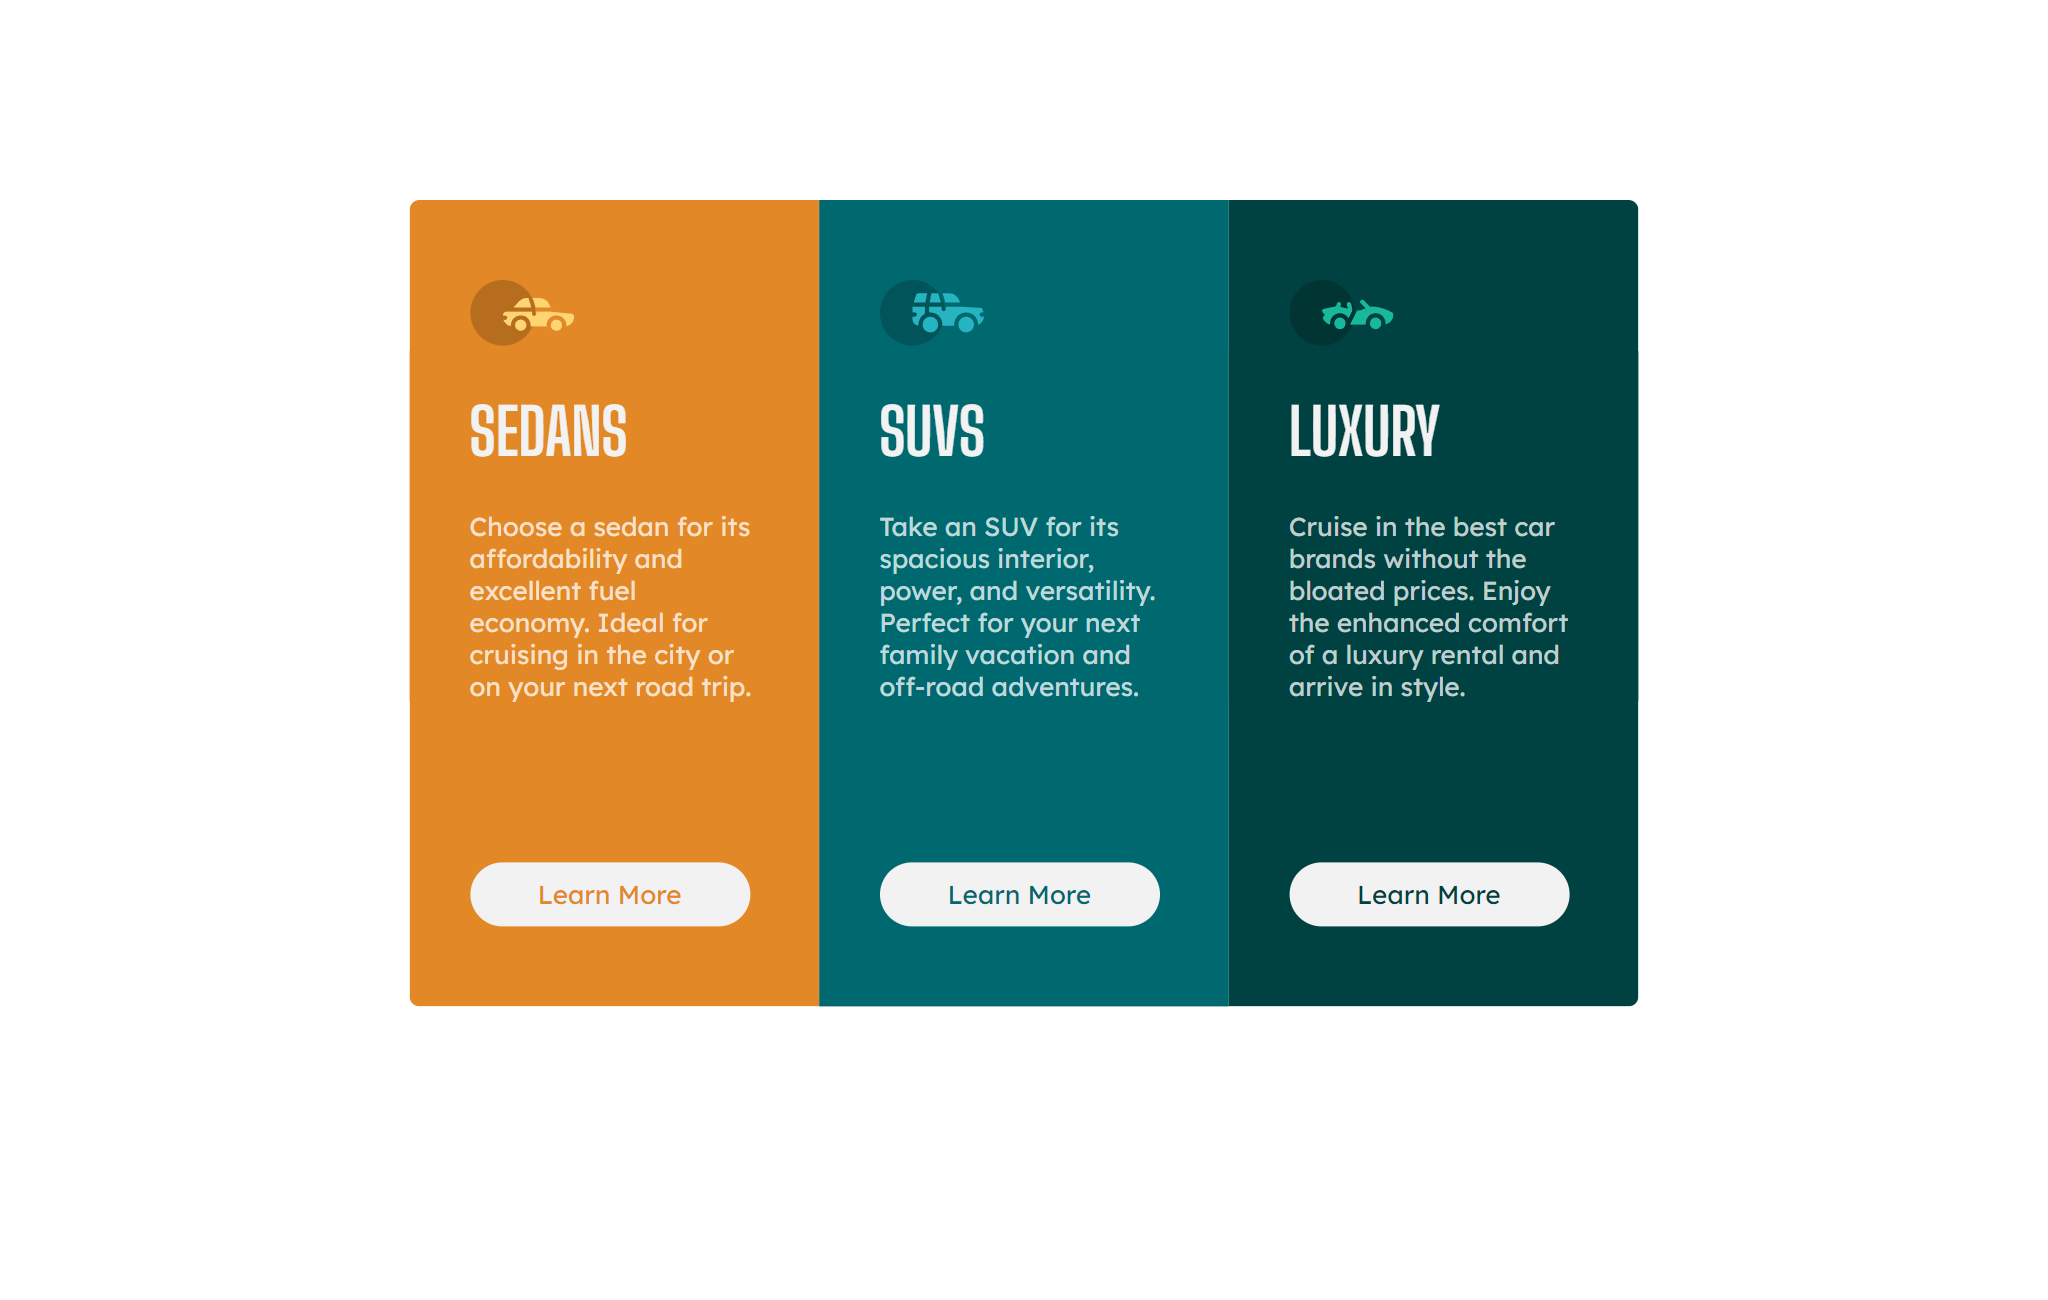 SEDANS
Choose a sedan for its
affordability and
excellent fuel
economy. Ideal for
cruising in the city or
on your next road trip.
Learn More
SUVS
Take an SUV for its
spacious interior,
power, and versatility.
Perfect for your next
family vacation and
off-road adventures.
Learn More
LUXURY
Cruise in the best car
brands without the
bloated prices. Enjoy
the enhanced comfort
of a luxury rental and
arrive in style.
Learn More